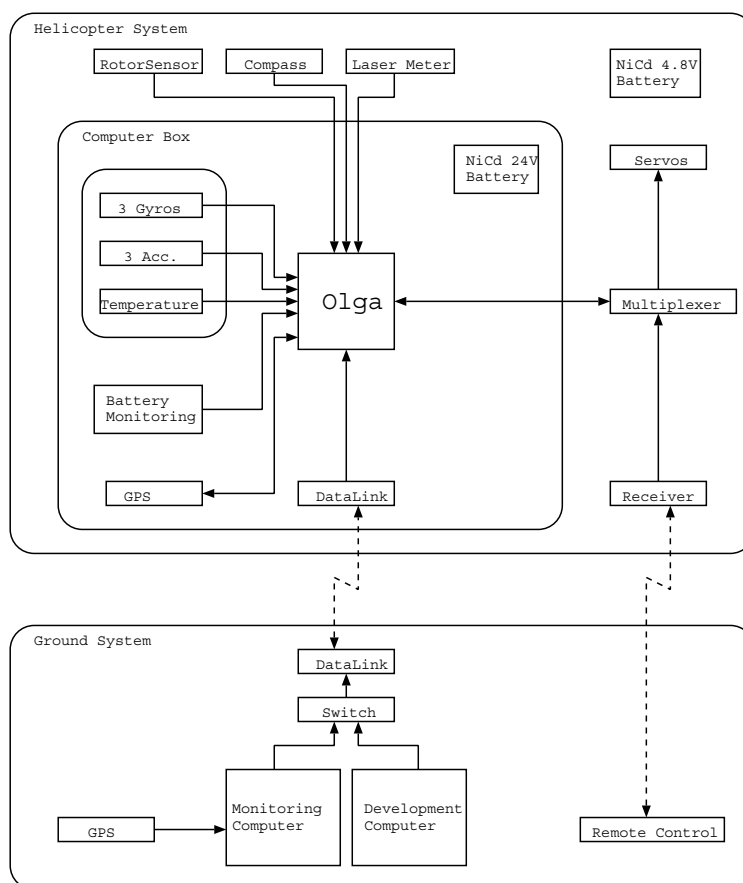 Helicopter System
RotorSensor
Compass
Laser Meter
NiCd 4.8V
Battery
Computer Box
NiCd 24V
Battery
Servos
3 Gyros
3 Acc.
Temperature
Olga
Multiplexer
Battery
Monitoring
GPS
DataLink
Receiver
Ground System
DataLink
Switch
Monitoring
Computer
Development
Computer
GPS
Remote Control